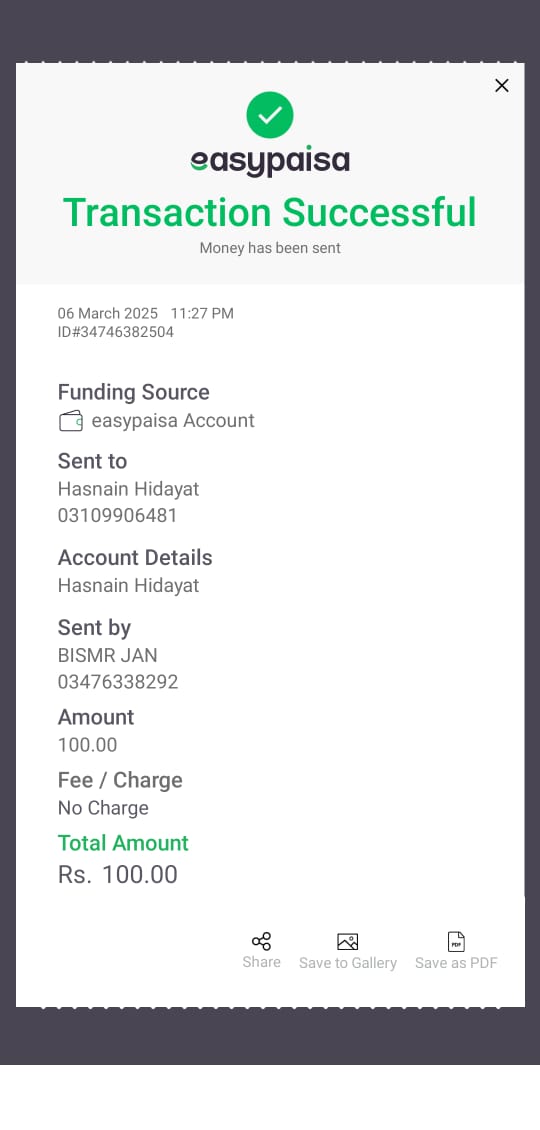 easypaisa
Transaction Successful
Money has been sent
06 March 2025 11:27 PM
ID#34746382504
Funding Source
easypaisa Account
Sent to
Hasnain Hidayat
03109906481
Account Details
Hasnain Hidayat
Sent by
BISMR JAN
03476338292
Amount
100.00
Fee / Charge
No Charge
Total Amount
Rs. 100.00
Share
Save to Gallery
PDF
Save as PDF